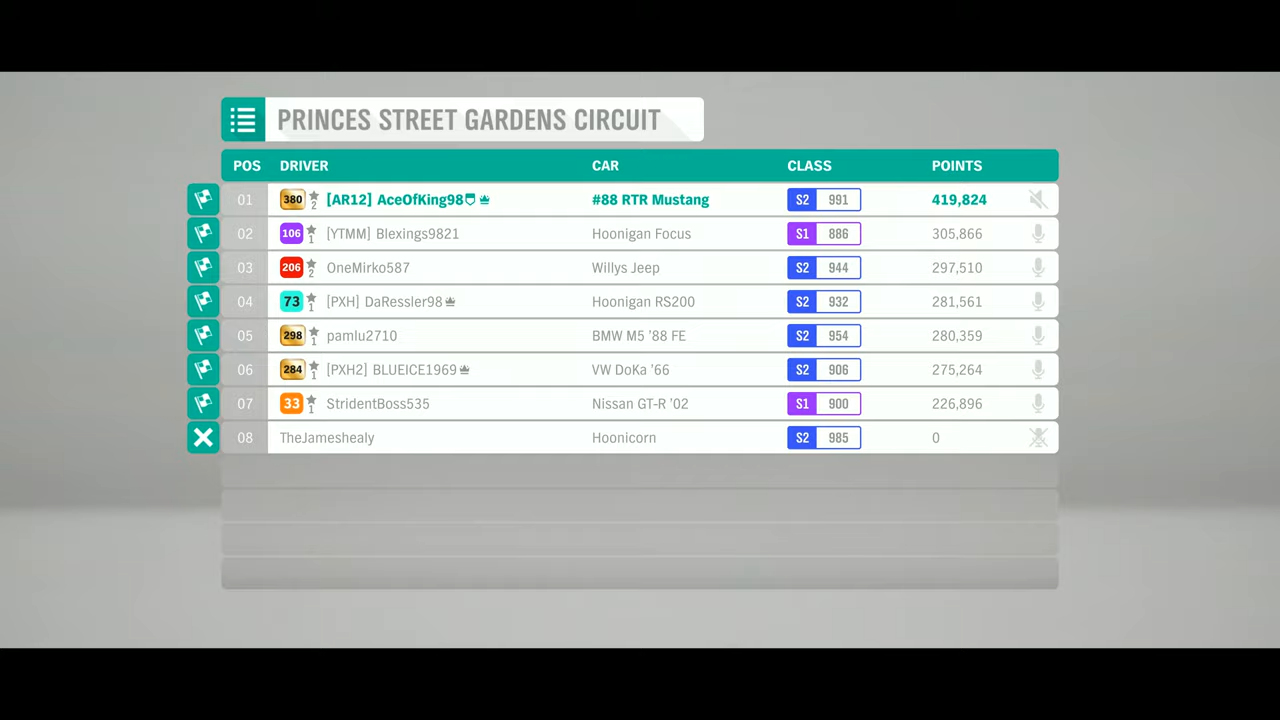 PRINCES STREET GARDENS CIRCUIT
POS DRIVER CAR CLASS POINTS
01 380 2 [AR12] AceOfKing98 #88 RTR Mustang S2 991 419,824
02 106 1 [YTMM] Blexings9821 Hoonigan Focus S1 886 305,866
03 206 2 OneMirko587 Willys Jeep S2 944 297,510
04 73 1 [PXH] DaRessler98 Hoonigan RS200 S2 932 281,561
05 298 1 pamlu2710 BMW M5 '88 FE S2 954 280,359
06 284 1 [PXH2] BLUEICE1969 VW DoKa '66 S2 906 275,264
07 33 1 StridentBoss535 Nissan GT-R '02 S1 900 226,896
08 TheJameshealy Hoonicorn S2 985 0